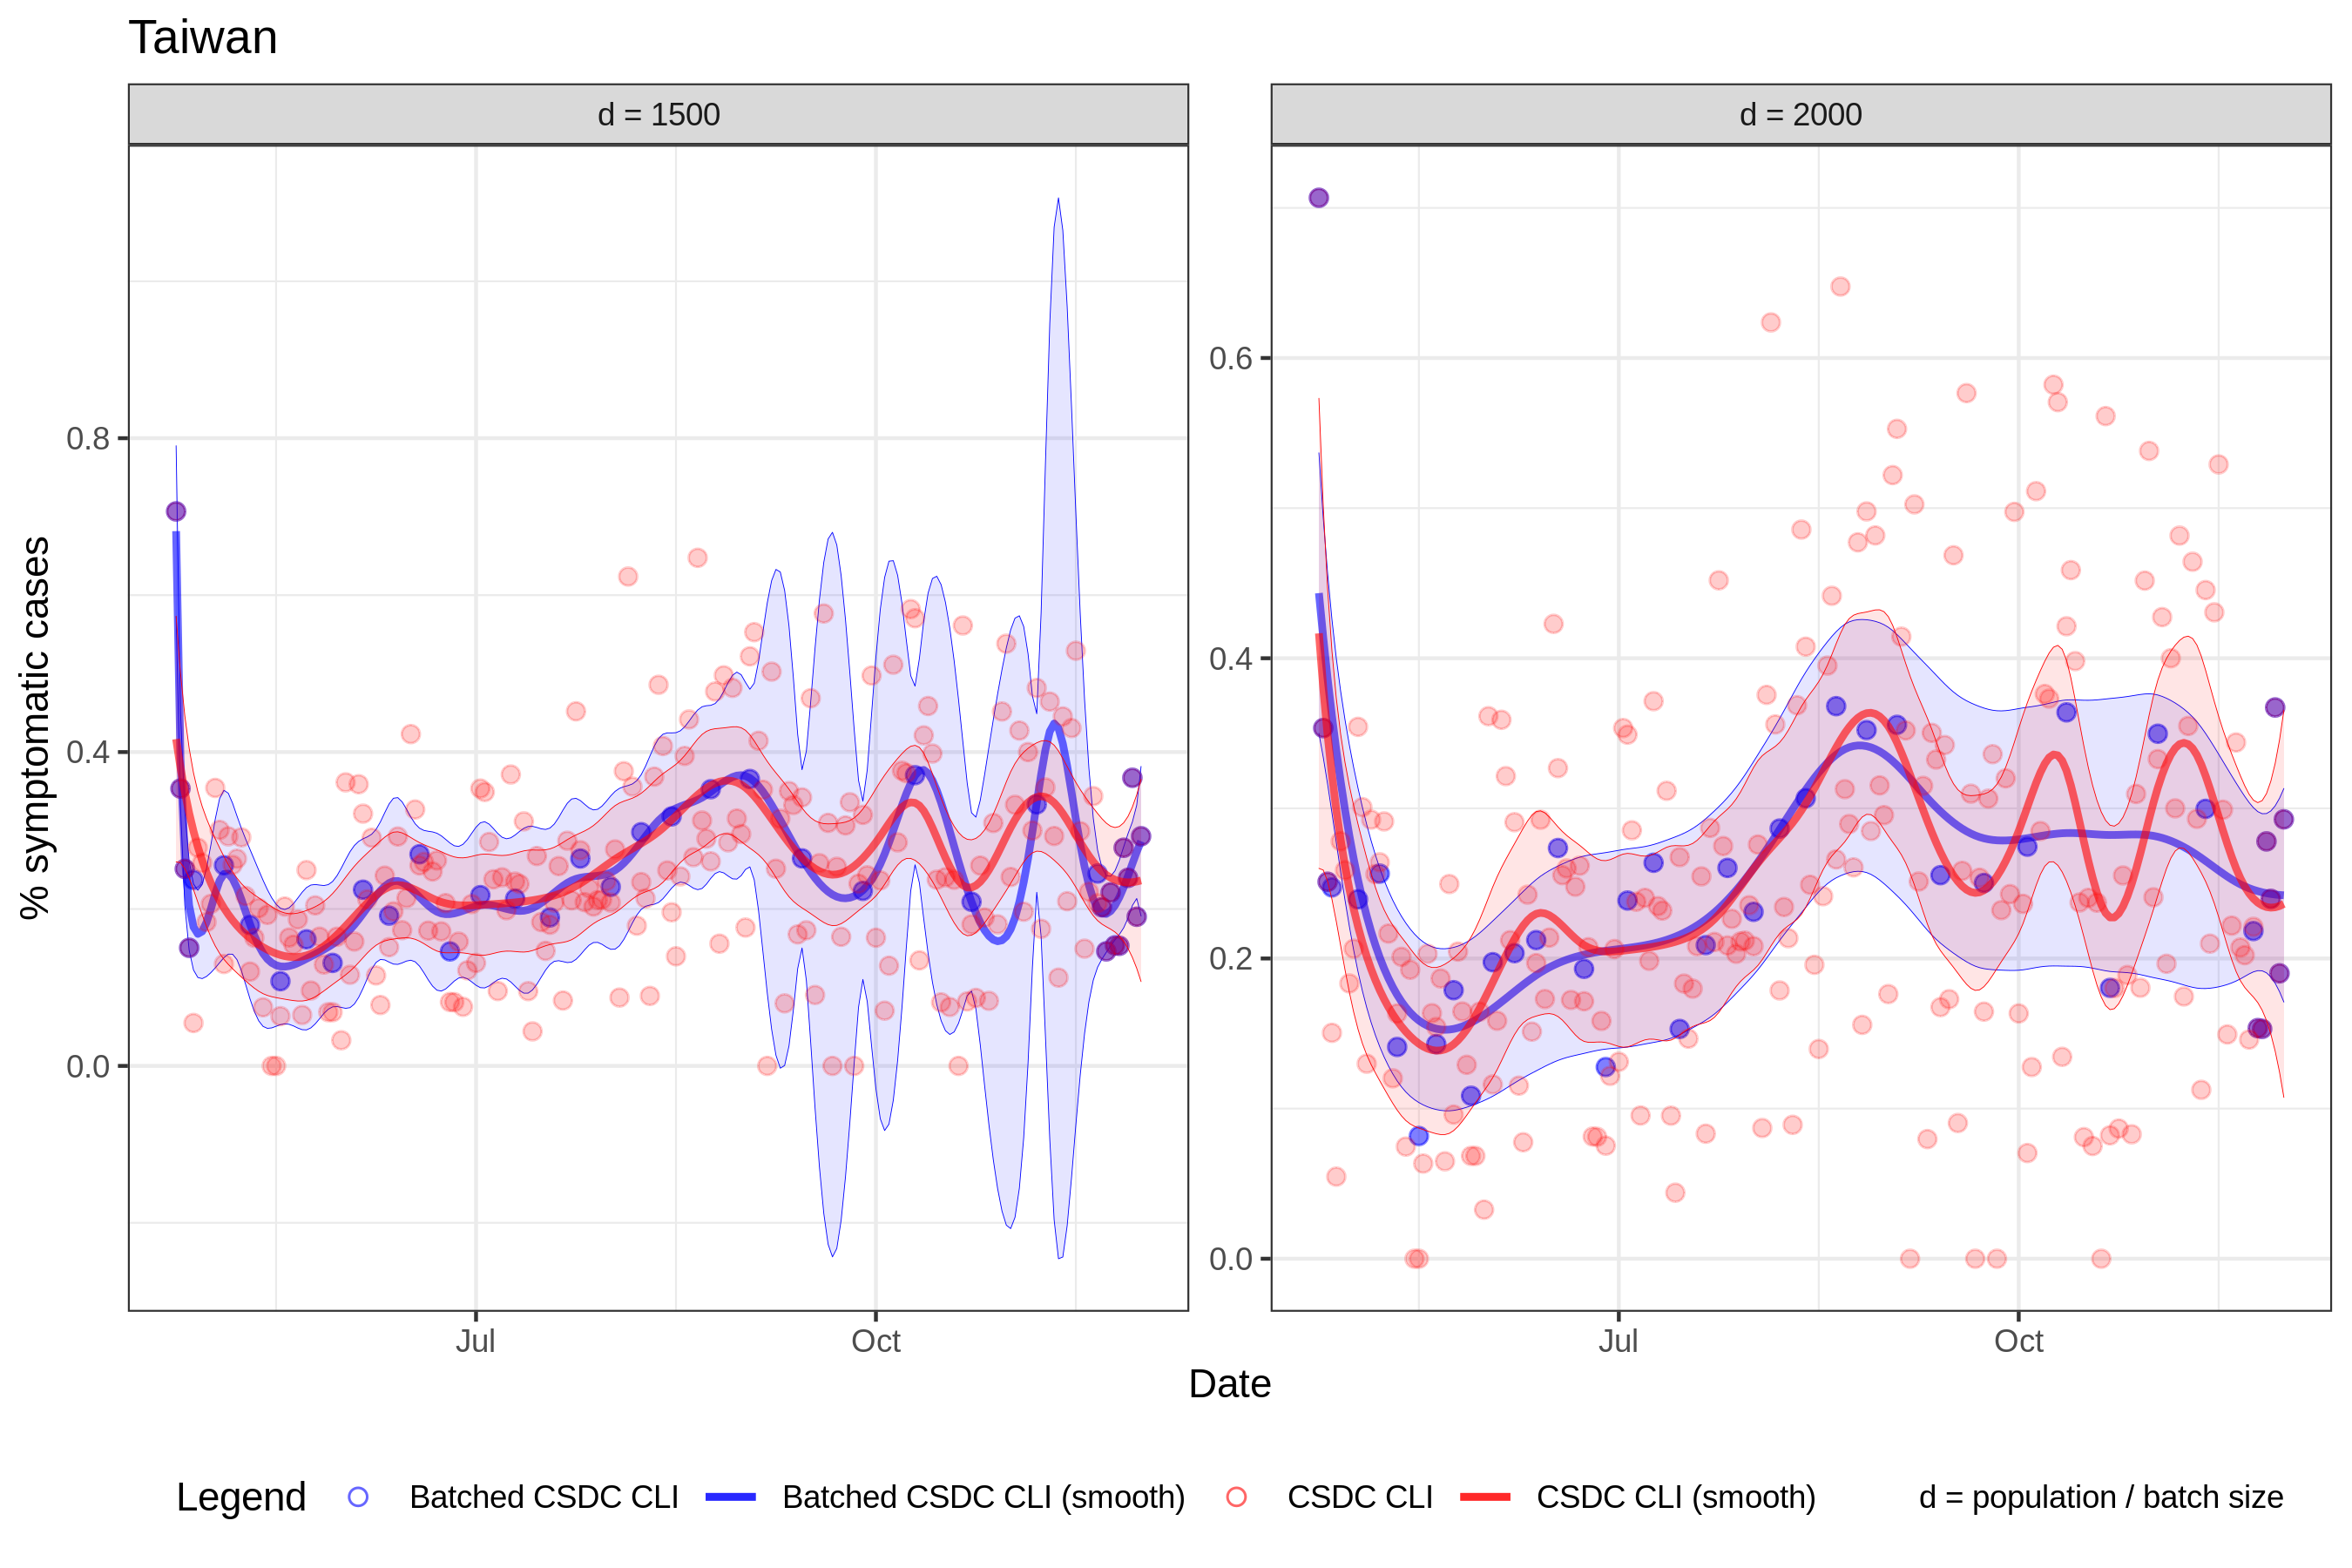 Taiwan
d = 1500
d = 2000
% symptomatic cases
0.8
0.4
0.0
0.6
0.4
0.2
0.0
Jul
Oct
Jul
Oct
Date
Legend
Batched CSDC CLI
Batched CSDC CLI (smooth)
CSDC CLI
CSDC CLI (smooth)
d = population / batch size